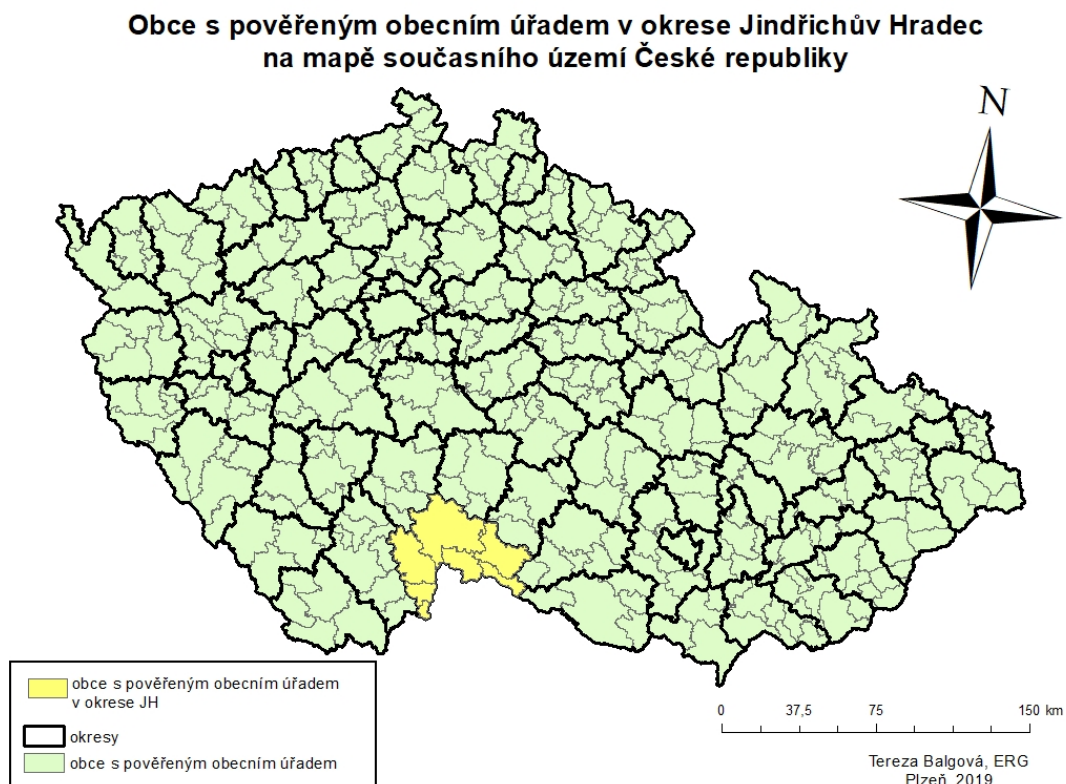 Obce s pověřeným obecním úřadem v okrese Jindřichův Hradec
na mapě současního území České republiky
N
obce s pověřeným obecním úřadem
v okrese JH
okresy
obce s pověřeným obecním úřadem
0 37,5 75 150 km
Tereza Balgová, ERG
Plzeň, 2019